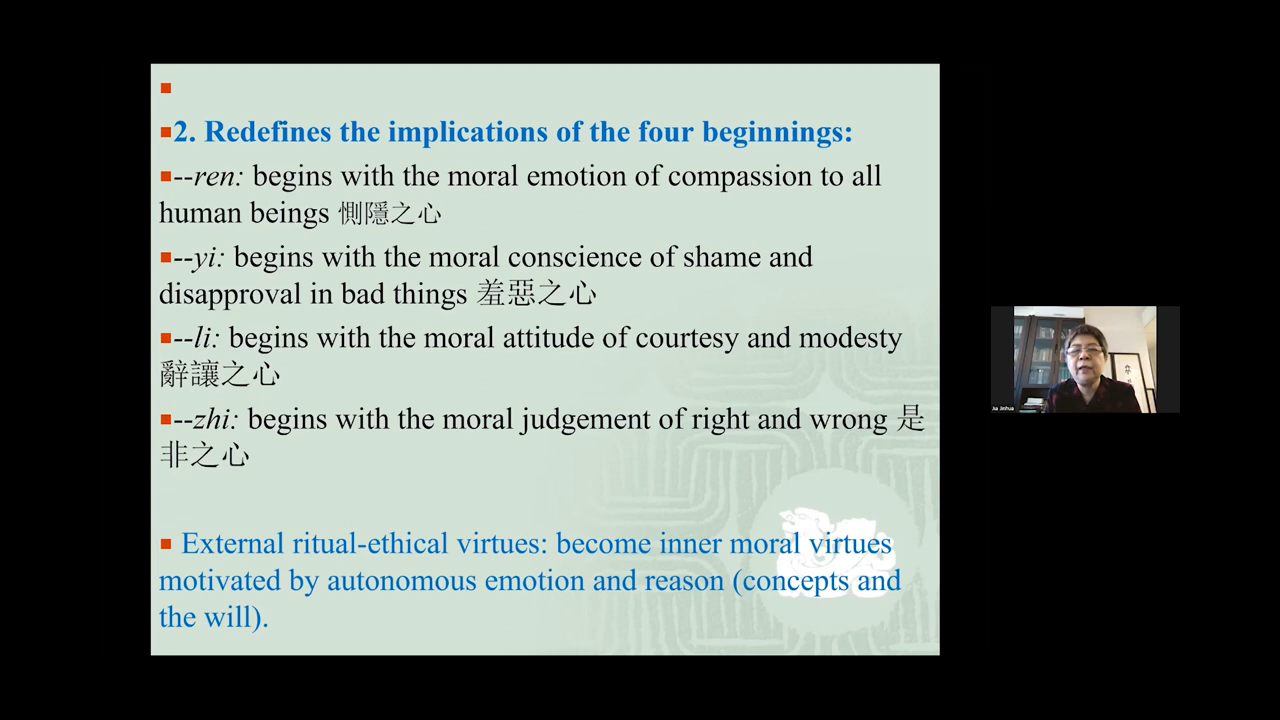 2. Redefines the implications of the four beginnings:
--ren: begins with the moral emotion of compassion to all
human beings 惻隱之心
--yi: begins with the moral conscience of shame and
disapproval in bad things 羞惡之心
--li: begins with the moral attitude of courtesy and modesty
辭讓之心
--zhi: begins with the moral judgement of right and wrong 是
非之心
External ritual-ethical virtues: become inner moral virtues
motivated by autonomous emotion and reason (concepts and
the will).
Jia Jinhua